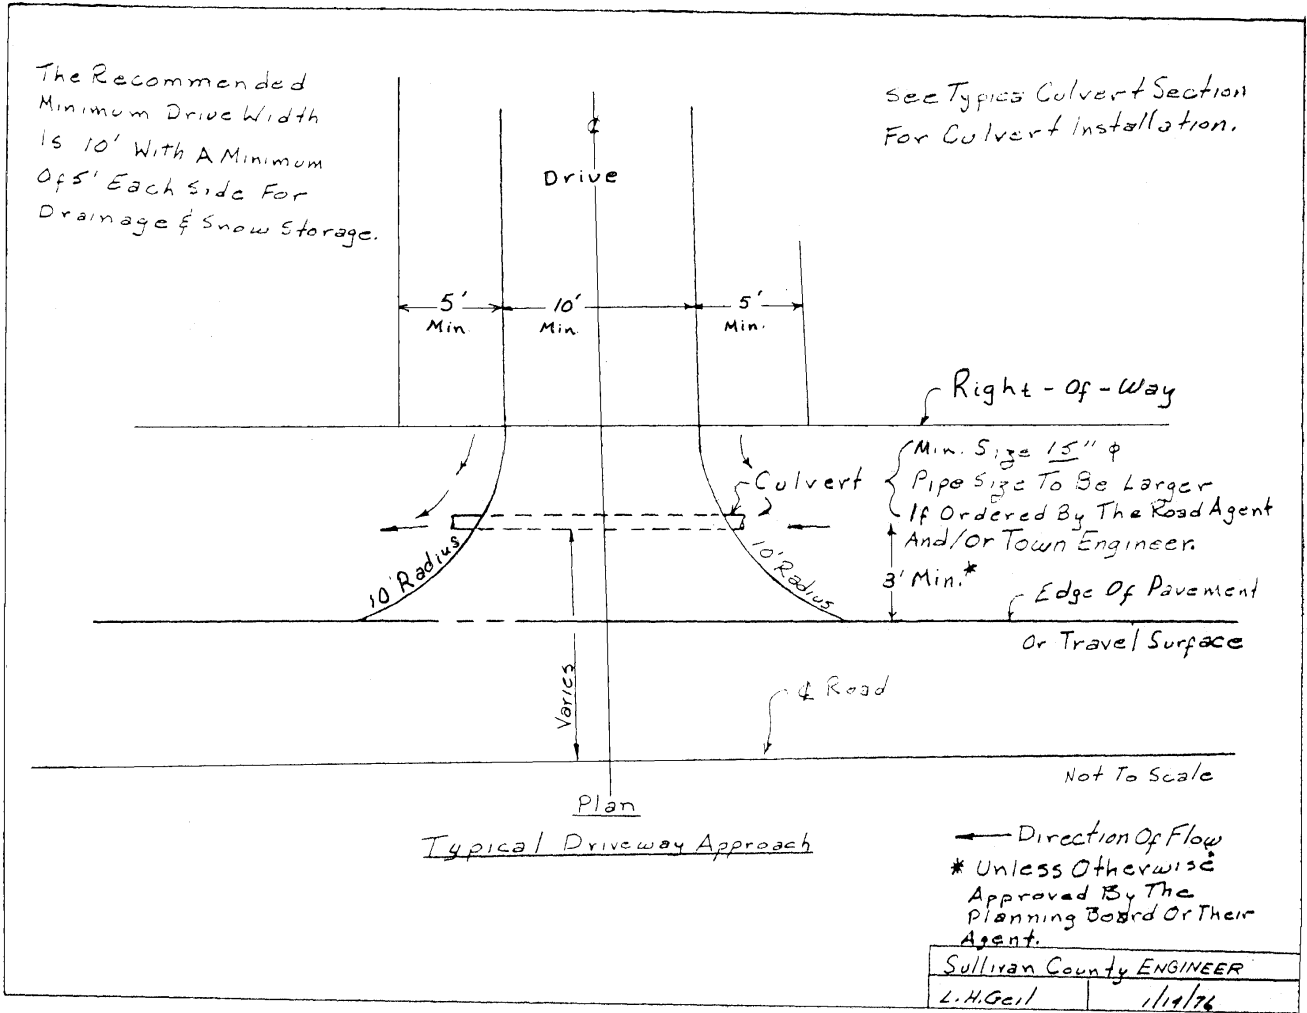 The Recommended
Minimum Drive Width
Is 10' With A Minimum
Of 5' Each Side For
Drainage & Snow Storage.
See Typica Culvert Section
For Culvert Installation.
℄
Drive
5'
Min.
10'
Min
5'
Min.
Right-Of-Way
Culvert
Min. Size 15" φ
Pipe Size To Be Larger
If Ordered By The Road Agent
And/Or Town Engineer.
10' Radius
10' Radius
3' Min.*
Edge Of Pavement
Or Travel Surface
Varies
℄ Road
Not To Scale
Plan
Typical Driveway Approach
Direction Of Flow
* Unless Otherwise
Approved By The
Planning Board Or Their
Agent.
Sullivan County ENGINEER
L.H.Geil